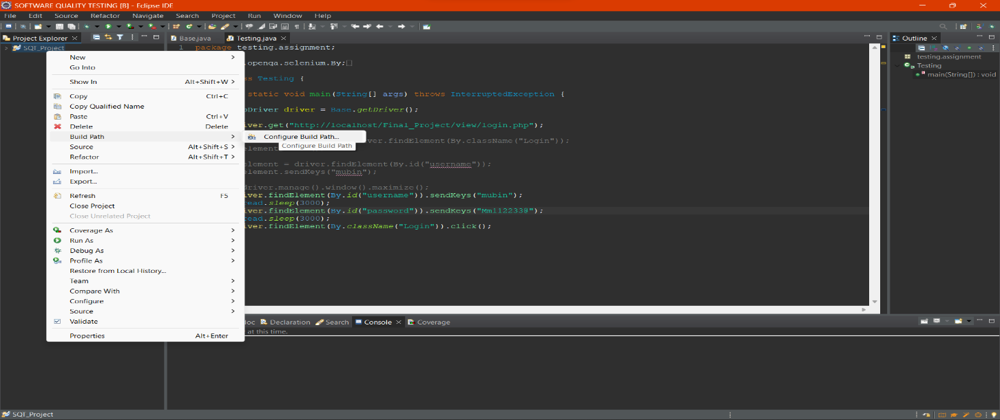 SOFTWARE QUALITY TESTING [B] - Eclipse IDE
File Edit Source Refactor Navigate Search Project Run Window Help
Project Explorer
Base.java Testing.java
Outline
SQT_Project
1 package testing.assignment;
openqa.selenium.By;
ss Testing {
static void main(String[] args) throws InterruptedException {
driver = Base.getDriver();
ver.get("http://localhost/Final_Project/view/login.php");
ver.findElement(By.className("Login"));
element
lement = driver.findElement(By.id("username"));
lement.sendKeys("mubin");
driver.manage().window().maximize();
ver.findElement(By.id("username")).sendKeys("mubin");
ead.sleep(3000);
ver.findElement(By.id("password")).sendKeys("Mm112233@");
ead.sleep(3000);
ver.findElement(By.className("Login")).click();
New
Go Into
Show In Alt+Shift+W
Copy Ctrl+C
Copy Qualified Name
Paste Ctrl+V
Delete Delete
Build Path
Source Alt+Shift+S
Refactor Alt+Shift+T
Import...
Export...
Refresh F5
Close Project
Close Unrelated Project
Coverage As
Run As
Debug As
Profile As
Restore from Local History...
Team
Compare With
Configure
Source
Validate
Properties Alt+Enter
Configure Build Path...
Configure Build Path
testing.assignment
Testing
main(String[]) : void
oc Declaration Search Console Coverage
at this time.
SQT_Project